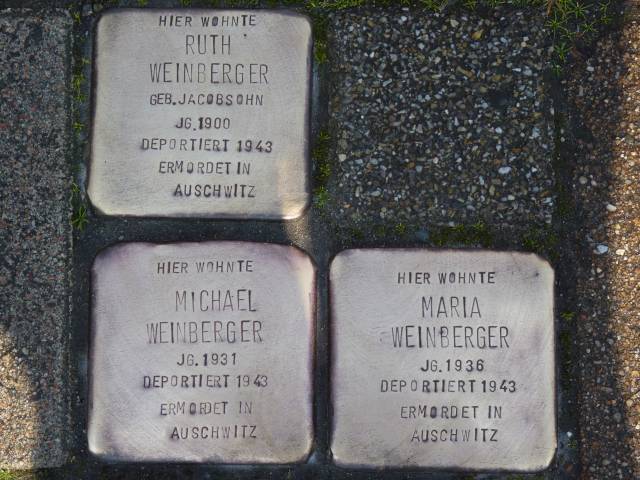 HIER WOHNTE
RUTH
WEINBERGER
GEB. JACOBSOHN
JG. 1900
DEPORTIERT 1943
ERMORDET IN
AUSCHWITZ
HIER WOHNTE
MICHAEL
WEINBERGER
JG. 1931
DEPORTIERT 1943
ERMORDET IN
AUSCHWITZ
HIER WOHNTE
MARIA
WEINBERGER
JG. 1936
DEPORTIERT 1943
ERMORDET IN
AUSCHWITZ